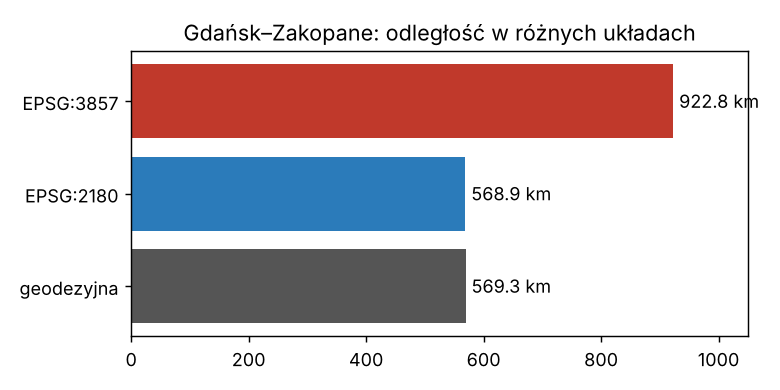 Gdańsk–Zakopane: odległość w różnych układach
EPSG:3857
922.8 km
EPSG:2180
568.9 km
geodezyjna
569.3 km
0 200 400 600 800 1000